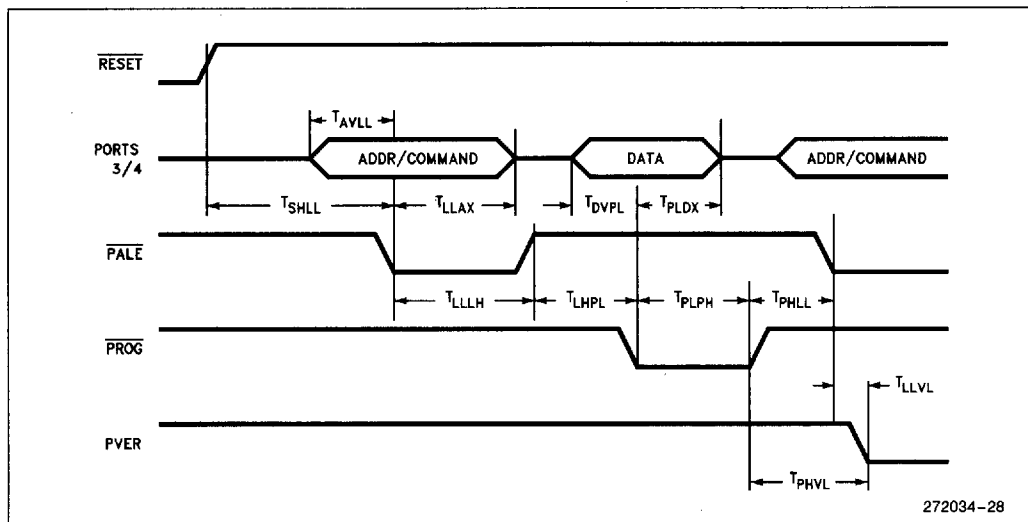 RESET
T_AVLL
PORTS 3/4
ADDR/COMMAND
DATA
ADDR/COMMAND
T_SHLL
T_LLAX
T_DVPL
T_PLDX
PALE
T_LLLH
T_LHPL
T_PLPH
T_PHLL
PROG
T_LLVL
PVER
T_PHVL
272034-28